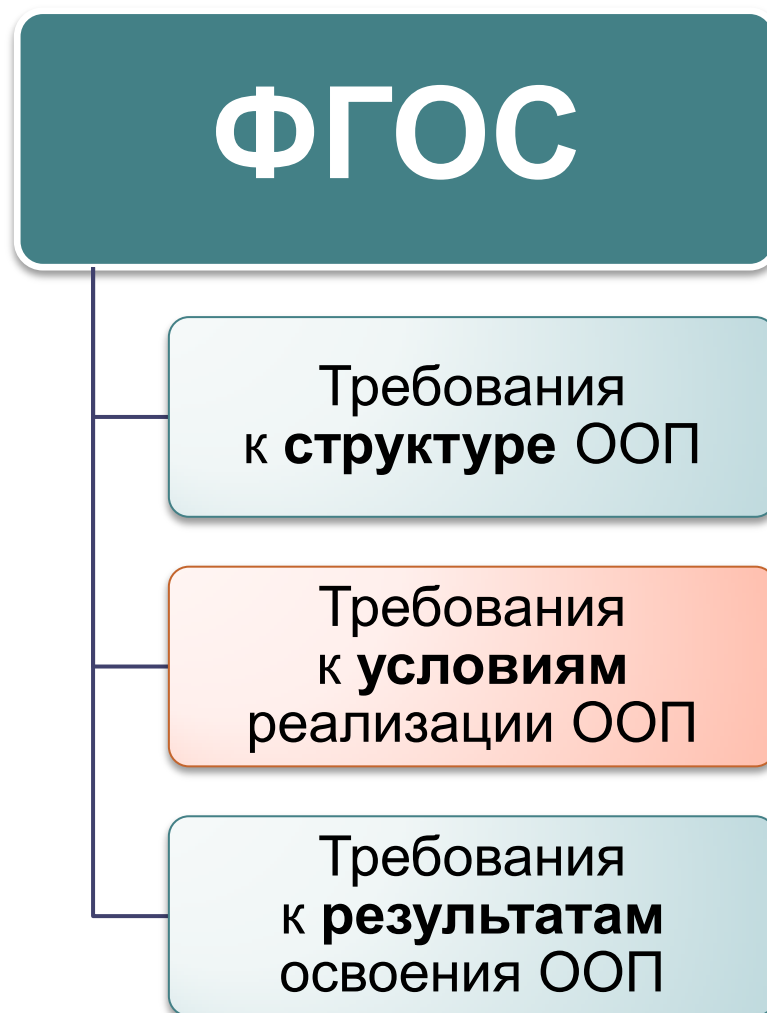 ФГОС
Требования
к структуре ООП
Требования
к условиям
реализации ООП
Требования
к результатам
освоения ООП